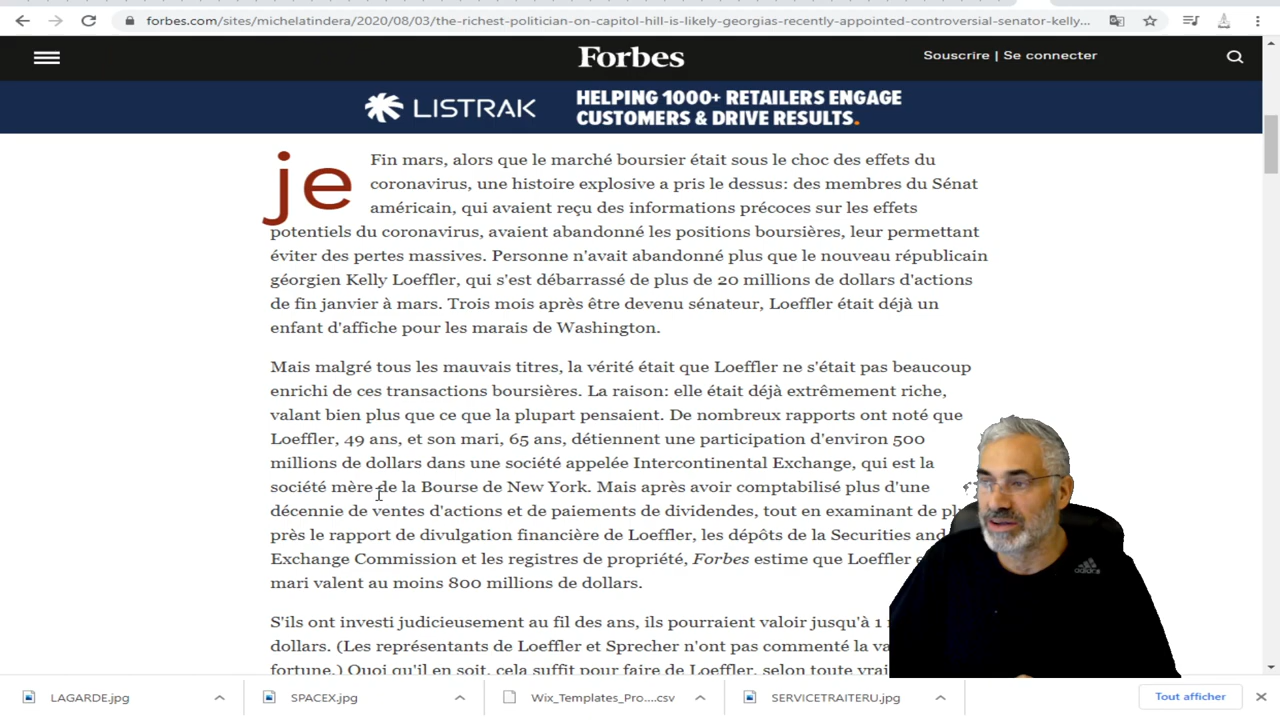 forbes.com/sites/michelatindera/2020/08/03/the-richest-politician-on-capitol-hill-is-likely-georgias-recently-appointed-controversial-senator-kelly...
Forbes
Souscrire | Se connecter
LISTRAK
HELPING 1000+ RETAILERS ENGAGE
CUSTOMERS & DRIVE RESULTS.
je
Fin mars, alors que le marché boursier était sous le choc des effets du
coronavirus, une histoire explosive a pris le dessus: des membres du Sénat
américain, qui avaient reçu des informations précoces sur les effets
potentiels du coronavirus, avaient abandonné les positions boursières, leur permettant
éviter des pertes massives. Personne n'avait abandonné plus que le nouveau républicain
géorgien Kelly Loeffler, qui s'est débarrassé de plus de 20 millions de dollars d'actions
de fin janvier à mars. Trois mois après être devenu sénateur, Loeffler était déjà un
enfant d'affiche pour les marais de Washington.
Mais malgré tous les mauvais titres, la vérité était que Loeffler ne s'était pas beaucoup
enrichi de ces transactions boursières. La raison: elle était déjà extrêmement riche,
valant bien plus que ce que la plupart pensaient. De nombreux rapports ont noté que
Loeffler, 49 ans, et son mari, 65 ans, détiennent une participation d'environ 500
millions de dollars dans une société appelée Intercontinental Exchange, qui est la
société mère de la Bourse de New York. Mais après avoir comptabilisé plus d'une
décennie de ventes d'actions et de paiements de dividendes, tout en examinant de
près le rapport de divulgation financière de Loeffler, les dépôts de la Securities and
Exchange Commission et les registres de propriété, Forbes estime que Loeffler
mari valent au moins 800 millions de dollars.
S'ils ont investi judicieusement au fil des ans, ils pourraient valoir jusqu'à 1
dollars. (Les représentants de Loeffler et Sprecher n'ont pas commenté la
fortune.) Quoi qu'il en soit, cela suffit pour faire de Loeffler, selon toute
LAGARDE.jpg
SPACEX.jpg
Wix_Templates_Pro....csv
SERVICETRAITERU.jpg
Tout afficher
adidas